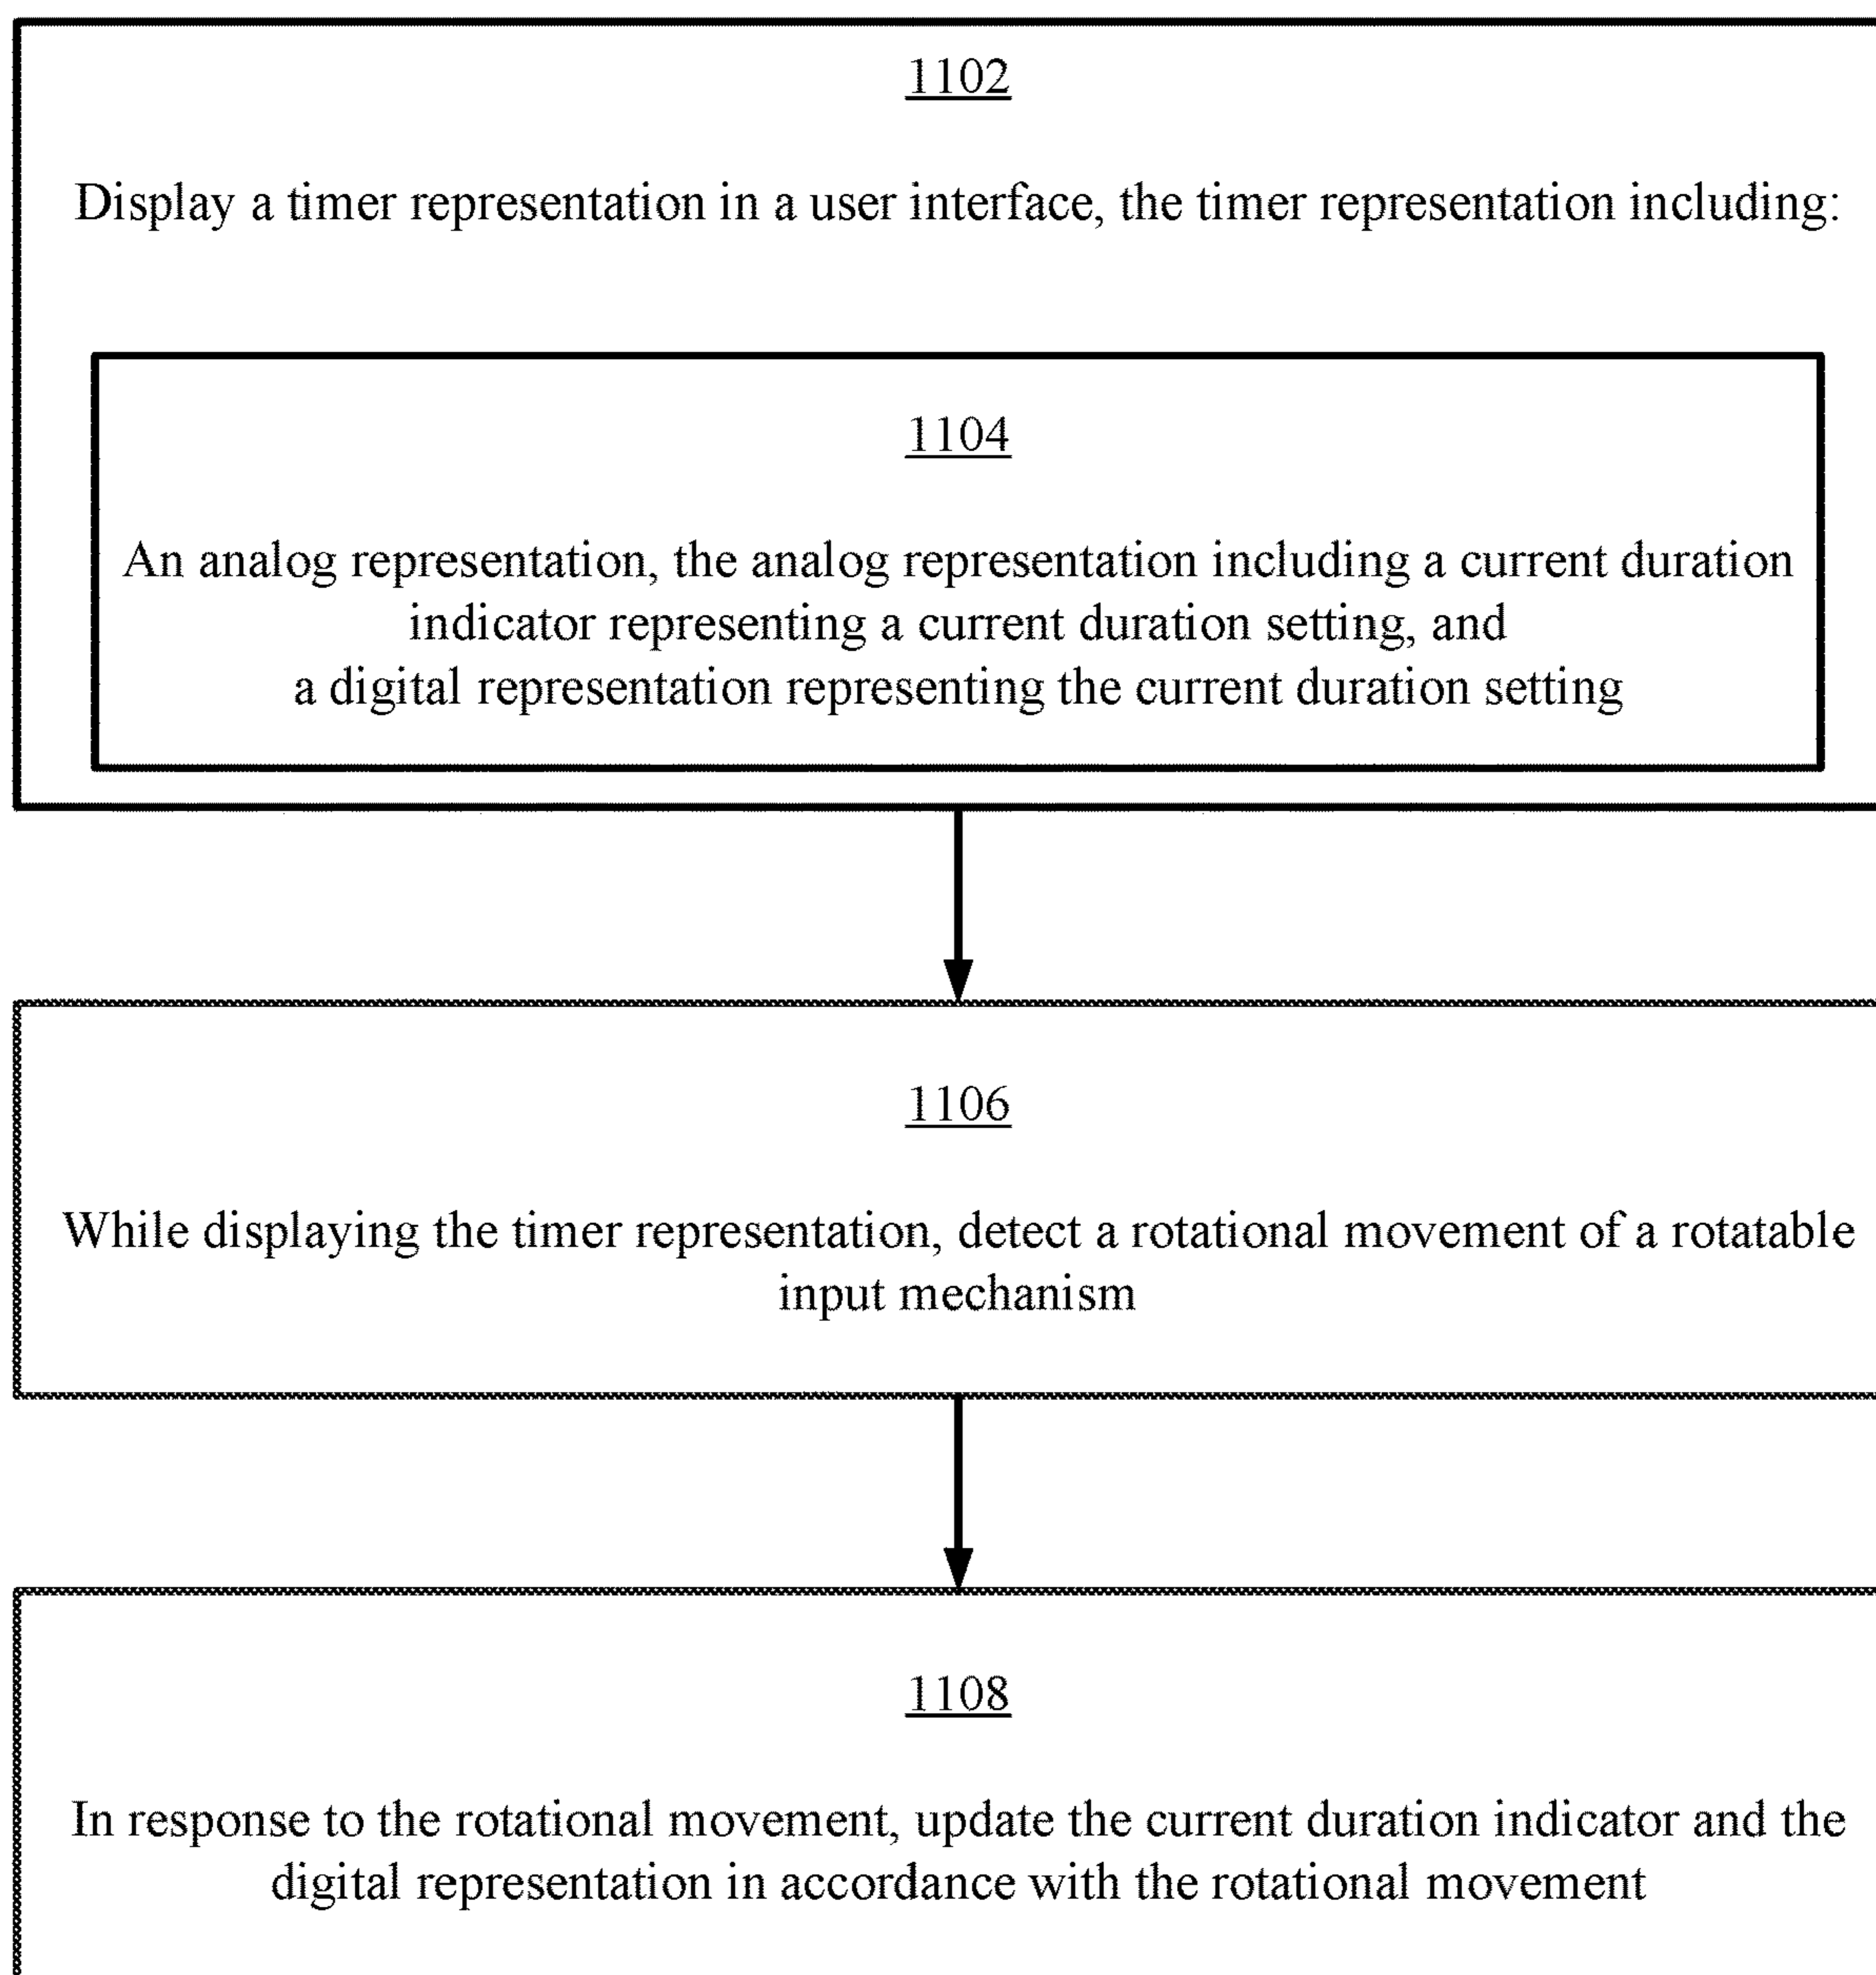 1102
Display a timer representation in a user interface, the timer representation including:
1104
An analog representation, the analog representation including a current duration
indicator representing a current duration setting, and
a digital representation representing the current duration setting
1106
While displaying the timer representation, detect a rotational movement of a rotatable
input mechanism
1108
In response to the rotational movement, update the current duration indicator and the
digital representation in accordance with the rotational movement